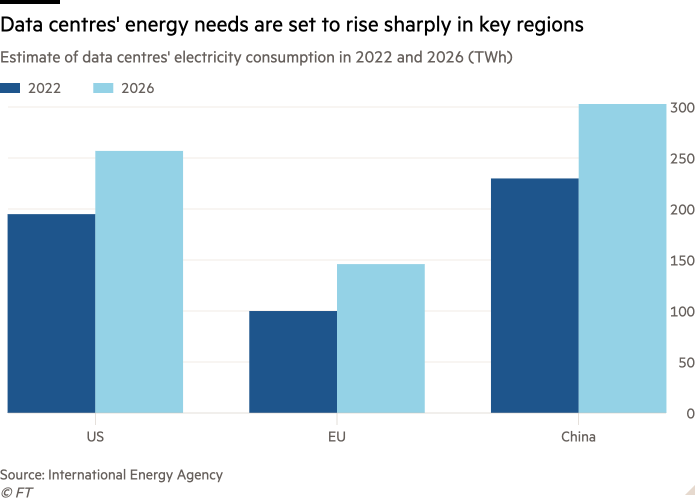 Data centres' energy needs are set to rise sharply in key regions
Estimate of data centres' electricity consumption in 2022 and 2026 (TWh)
2022 2026
300
250
200
150
100
50
0
US EU China
Source: International Energy Agency
© FT